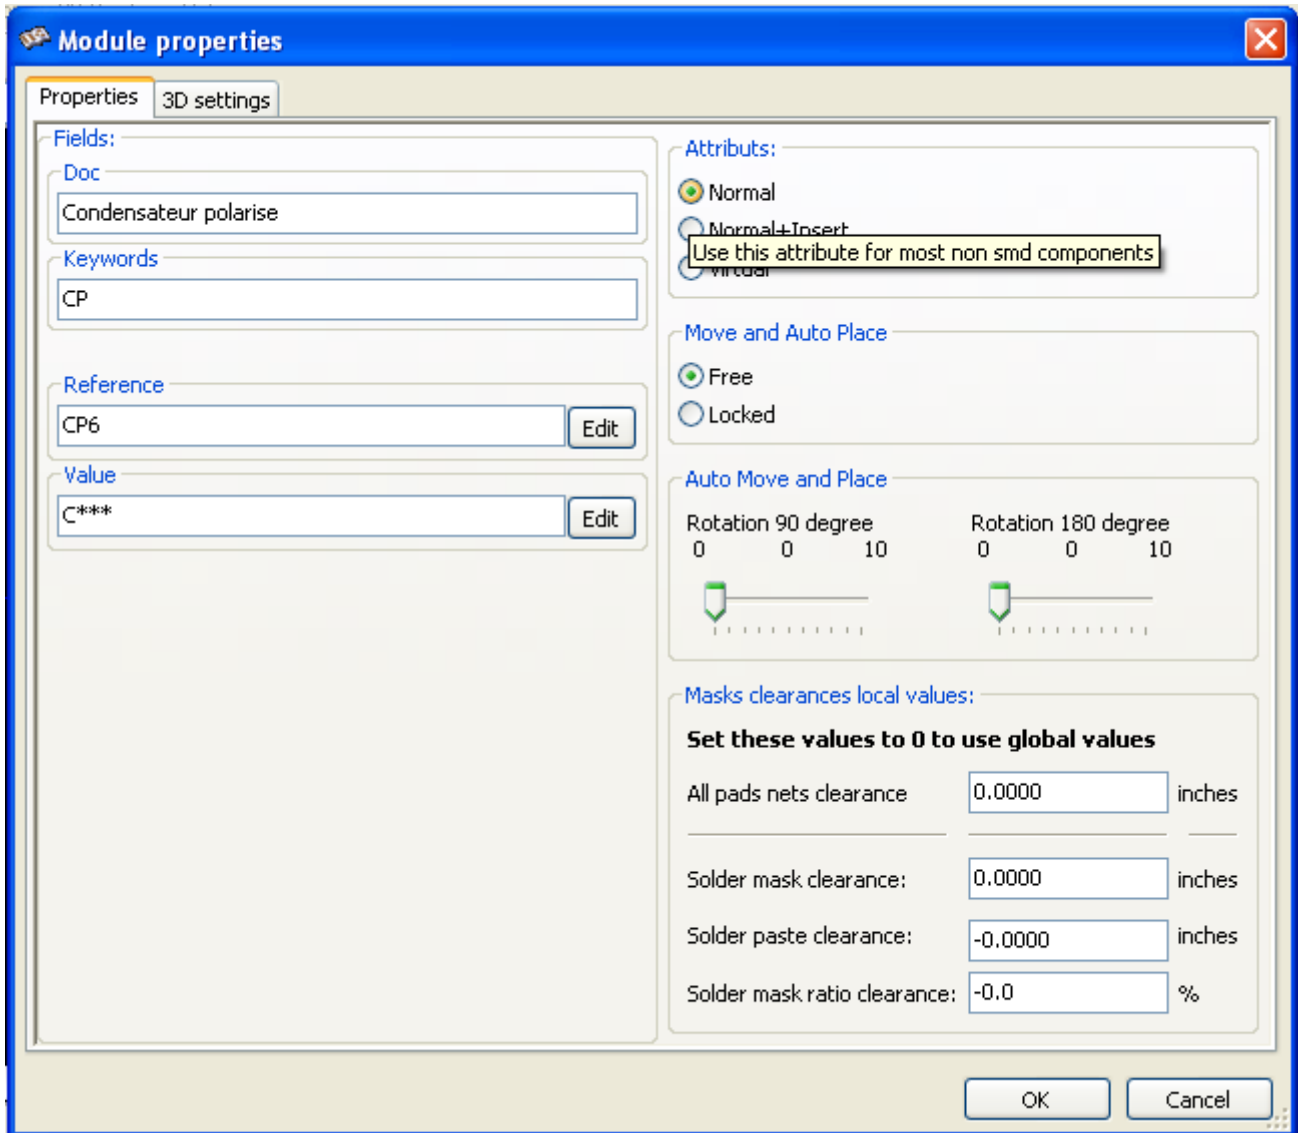 Module properties
Properties
3D settings
Fields:
Doc
Condensateur polarise
Keywords
CP
Reference
CP6
Edit
Value
C***
Edit
Attributs:
Normal
Normal+Insert
Use this attribute for most non smd components
Virtual
Move and Auto Place
Free
Locked
Auto Move and Place
Rotation 90 degree
0 0 10
Rotation 180 degree
0 0 10
Masks clearances local values:
Set these values to 0 to use global values
All pads nets clearance 0.0000 inches
Solder mask clearance: 0.0000 inches
Solder paste clearance: -0.0000 inches
Solder mask ratio clearance: -0.0 %
OK
Cancel